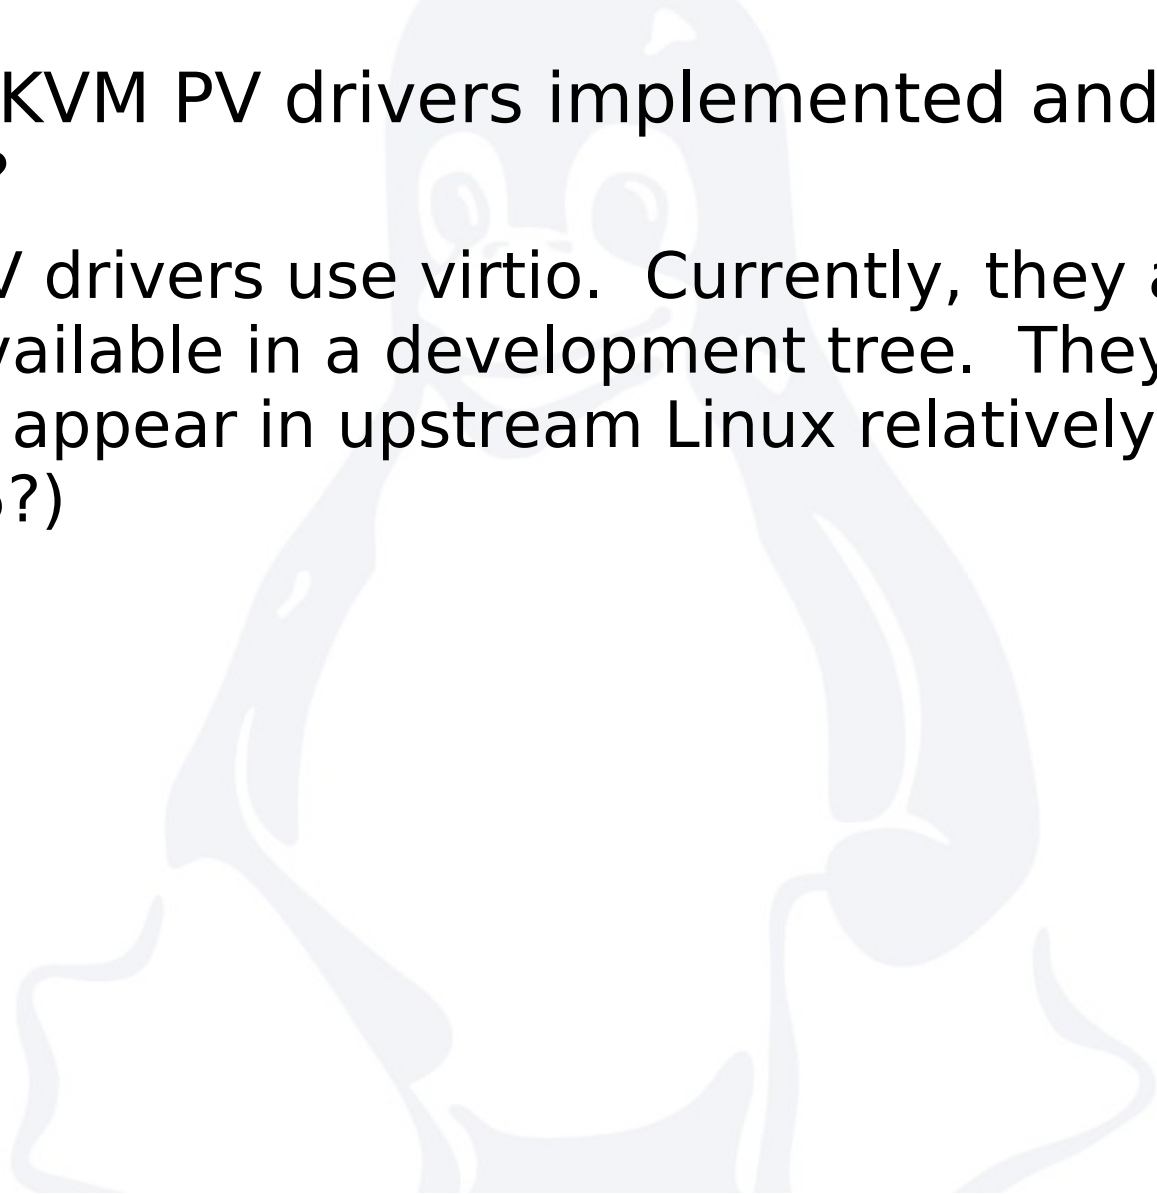 KVM PV drivers implemented and
?
V drivers use virtio.  Currently, they
vailable in a development tree.  They
appear in upstream Linux relatively
?)